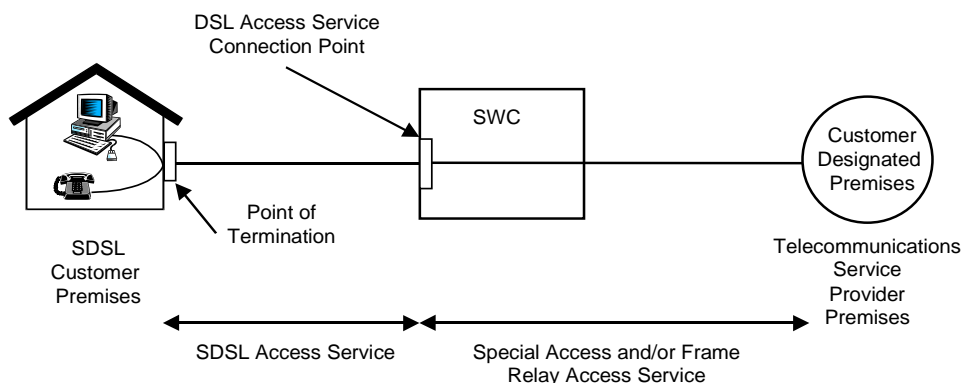 DSL Access Service
Connection Point
SWC
Customer
Designated
Premises
Point of
Termination
SDSL
Customer
Premises
Telecommunications
Service
Provider
Premises
SDSL Access Service
Special Access and/or Frame
Relay Access Service